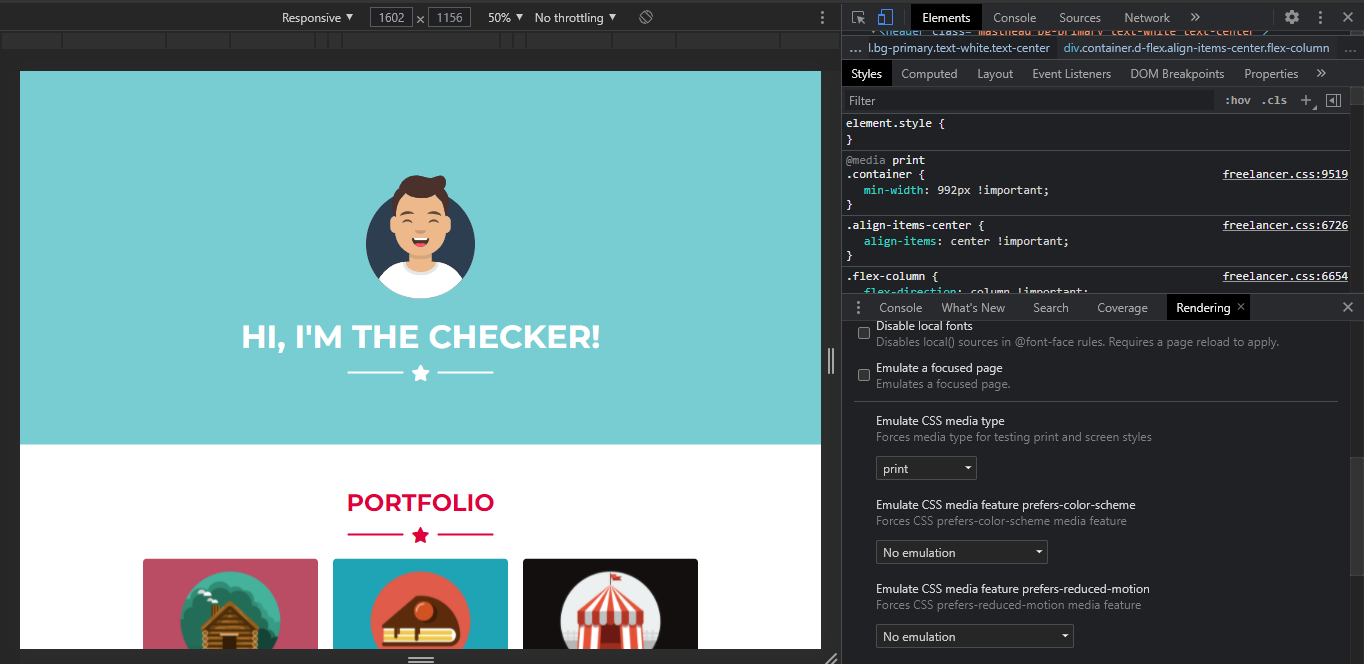 Responsive ▼ 1602 × 1156 50% ▼ No throttling ▼
Elements Console Sources Network »
<header class="masthead bg-primary text-white text-center">
... l.bg-primary.text-white.text-center div.container.d-flex.align-items-center.flex-column ...
Styles Computed Layout Event Listeners DOM Breakpoints Properties »
Filter :hov .cls +
element.style {
}
@media print
.container { freelancer.css:9519
min-width: 992px !important;
}
.align-items-center { freelancer.css:6726
align-items: center !important;
}
.flex-column { freelancer.css:6654
flex-direction: column !important;
HI, I'M THE CHECKER!
PORTFOLIO
Console What's New Search Coverage Rendering ×
Disable local fonts
Disables local() sources in @font-face rules. Requires a page reload to apply.
Emulate a focused page
Emulates a focused page.
Emulate CSS media type
Forces media type for testing print and screen styles
print
Emulate CSS media feature prefers-color-scheme
Forces CSS prefers-color-scheme media feature
No emulation
Emulate CSS media feature prefers-reduced-motion
Forces CSS prefers-reduced-motion media feature
No emulation